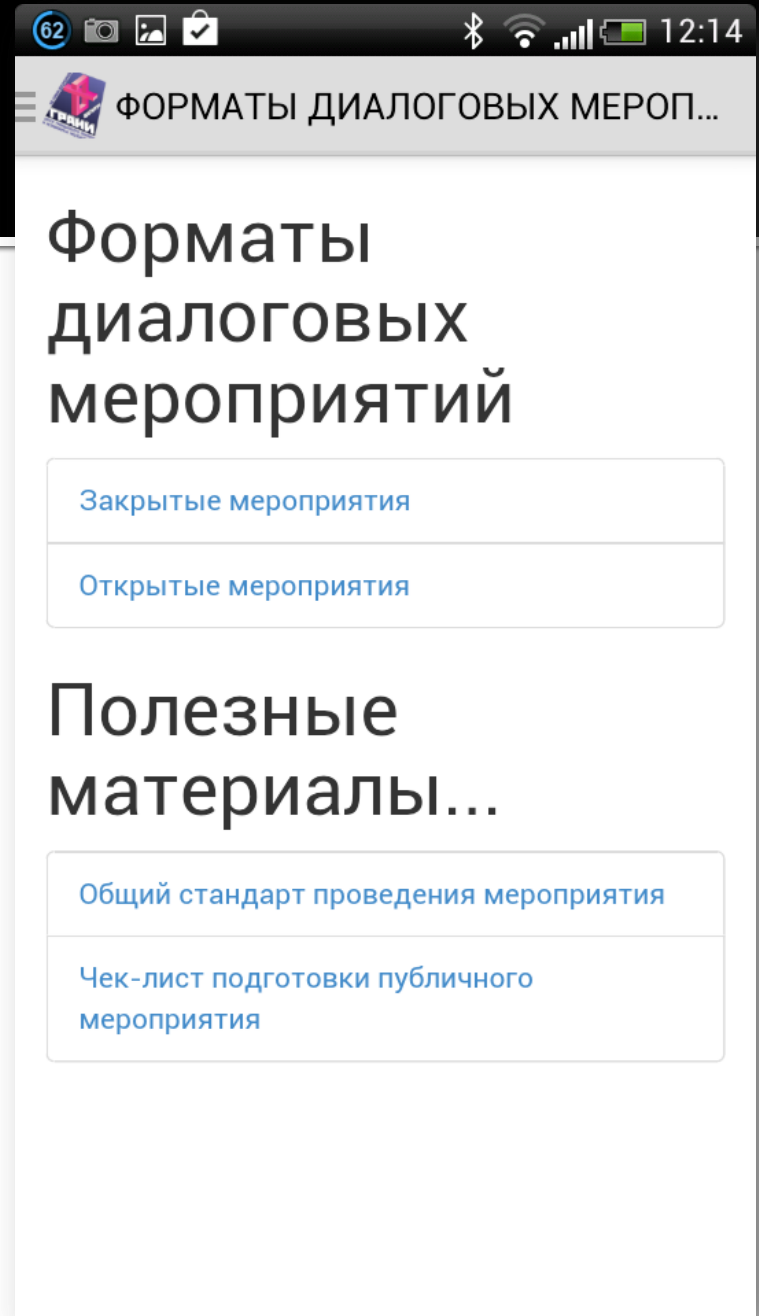 62
12:14
ГРАНИ
ФОРМАТЫ ДИАЛОГОВЫХ МЕРОП...
Форматы
диалоговых
мероприятий
Закрытые мероприятия
Открытые мероприятия
Полезные
материалы...
Общий стандарт проведения мероприятия
Чек-лист подготовки публичного
мероприятия